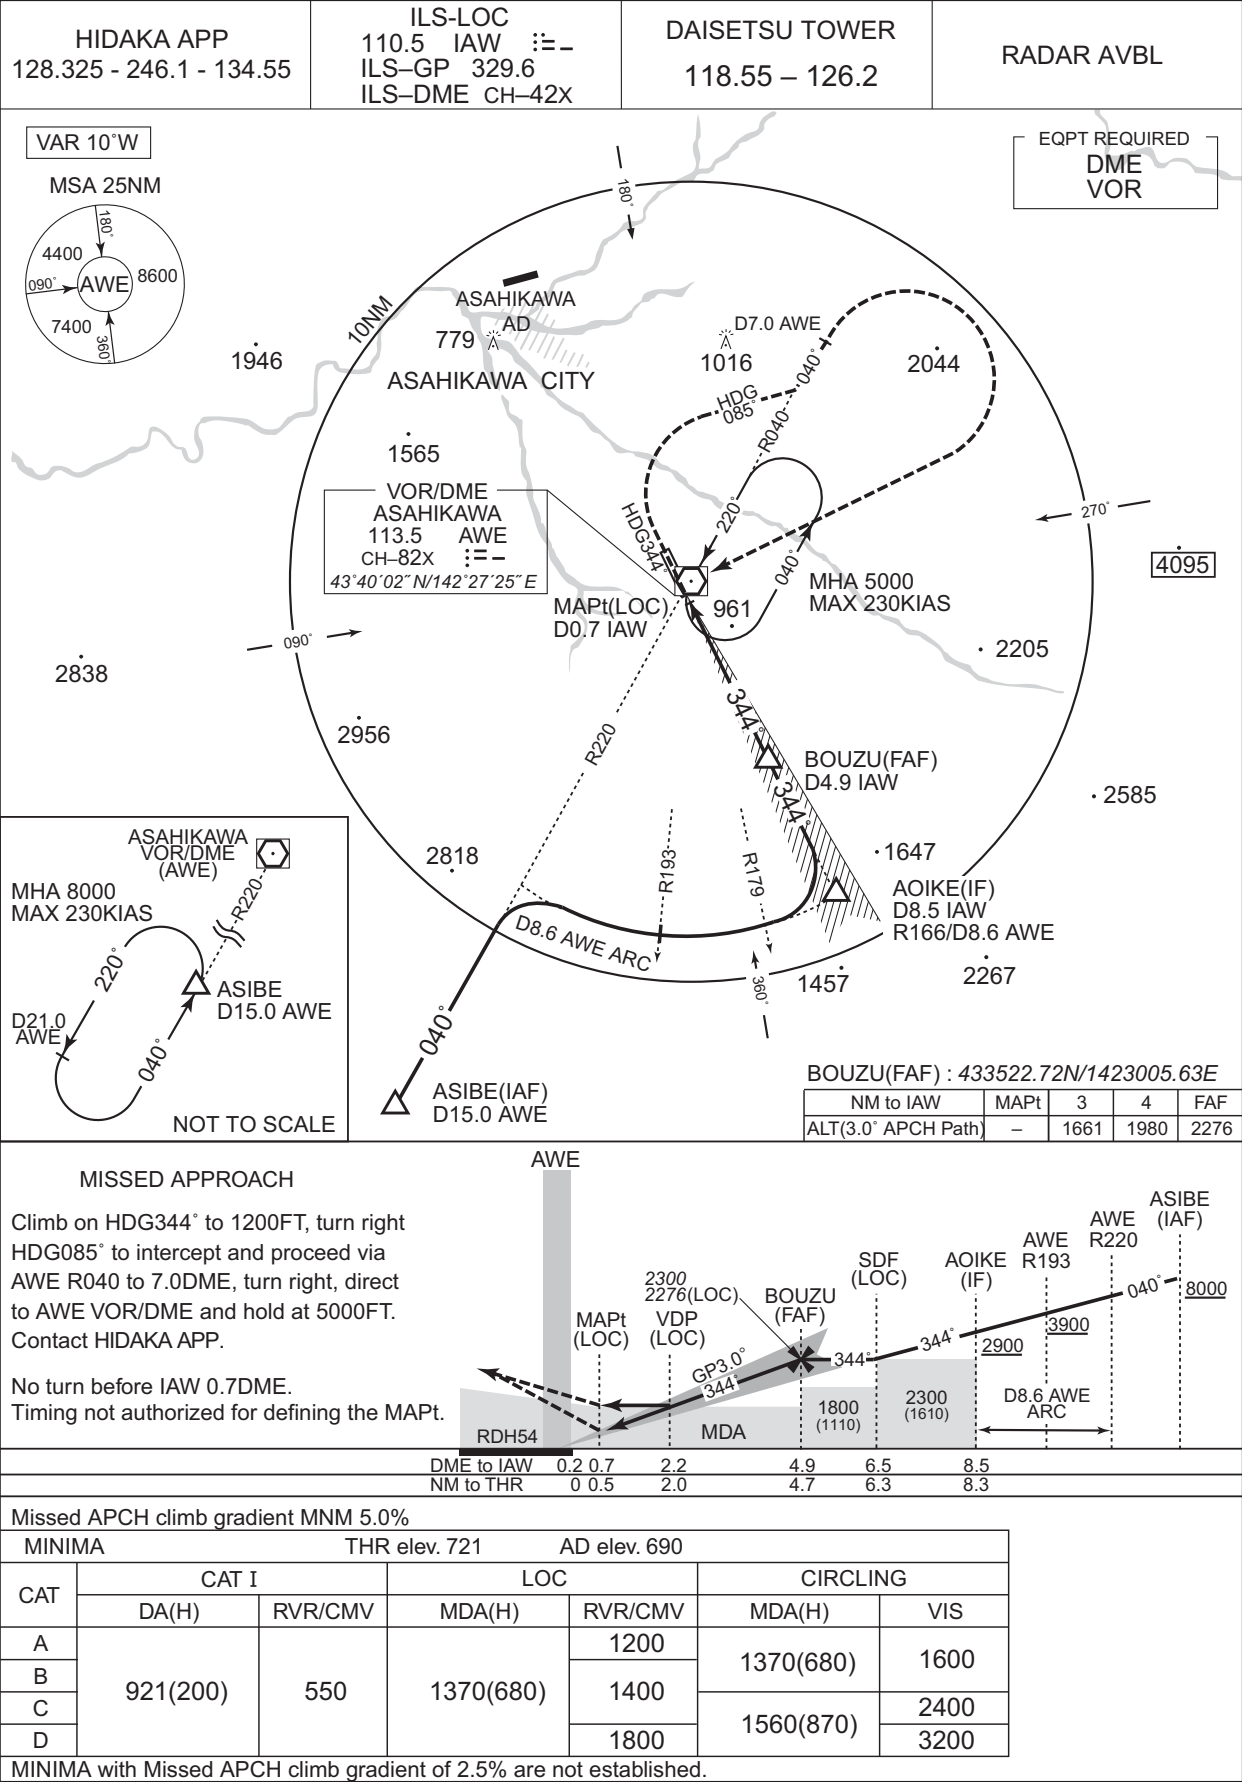 HIDAKA APP
128.325 - 246.1 - 134.55
ILS-LOC
110.5 IAW
ILS–GP 329.6
ILS–DME CH–42X
DAISETSU TOWER
118.55 – 126.2
RADAR AVBL
VAR 10°W
MSA 25NM
180°
4400
8600
090°
AWE
7400
360°
EQPT REQUIRED
DME
VOR
180°
10NM
ASAHIKAWA
AD
779
ASAHIKAWA CITY
1946
1565
D7.0 AWE
1016
040°
2044
HDG
085°
R040
VOR/DME
ASAHIKAWA
113.5 AWE
CH–82X
43°40´02˝N/142°27´25˝E
HDG344°
220°
040°
270°
4095
MHA 5000
MAX 230KIAS
MAPt(LOC)
D0.7 IAW
961
090°
2838
2956
2205
R220
344°
BOUZU(FAF)
D4.9 IAW
344°
2585
2818
R193
R179
1647
AOIKE(IF)
D8.5 IAW
R166/D8.6 AWE
D8.6 AWE ARC
360°
1457
2267
040°
ASIBE(IAF)
D15.0 AWE
ASAHIKAWA
VOR/DME
(AWE)
MHA 8000
MAX 230KIAS
R220
220°
ASIBE
D15.0 AWE
D21.0
AWE
040°
NOT TO SCALE
BOUZU(FAF) : 433522.72N/1423005.63E
NM to IAW MAPt 3 4 FAF
ALT(3.0° APCH Path) – 1661 1980 2276
MISSED APPROACH
Climb on HDG344° to 1200FT, turn right
HDG085° to intercept and proceed via
AWE R040 to 7.0DME, turn right, direct
to AWE VOR/DME and hold at 5000FT.
Contact HIDAKA APP.
No turn before IAW 0.7DME.
Timing not authorized for defining the MAPt.
AWE
MAPt
(LOC)
VDP
(LOC)
2300
2276(LOC)
BOUZU
(FAF)
SDF
(LOC)
AOIKE
(IF)
AWE
R193
AWE
R220
ASIBE
(IAF)
040°
8000
3900
2900
344°
344°
GP3.0°
344°
1800
(1110)
2300
(1610)
D8.6 AWE
ARC
RDH54
MDA
DME to IAW 0.2 0.7 2.2 4.9 6.5 8.5
NM to THR 0 0.5 2.0 4.7 6.3 8.3
Missed APCH climb gradient MNM 5.0%
MINIMA THR elev. 721 AD elev. 690
CAT CAT I LOC CIRCLING
DA(H) RVR/CMV MDA(H) RVR/CMV MDA(H) VIS
A 1200
B 1370(680) 1600
921(200) 550 1370(680) 1400
C 2400
1560(870)
D 1800 3200
MINIMA with Missed APCH climb gradient of 2.5% are not established.